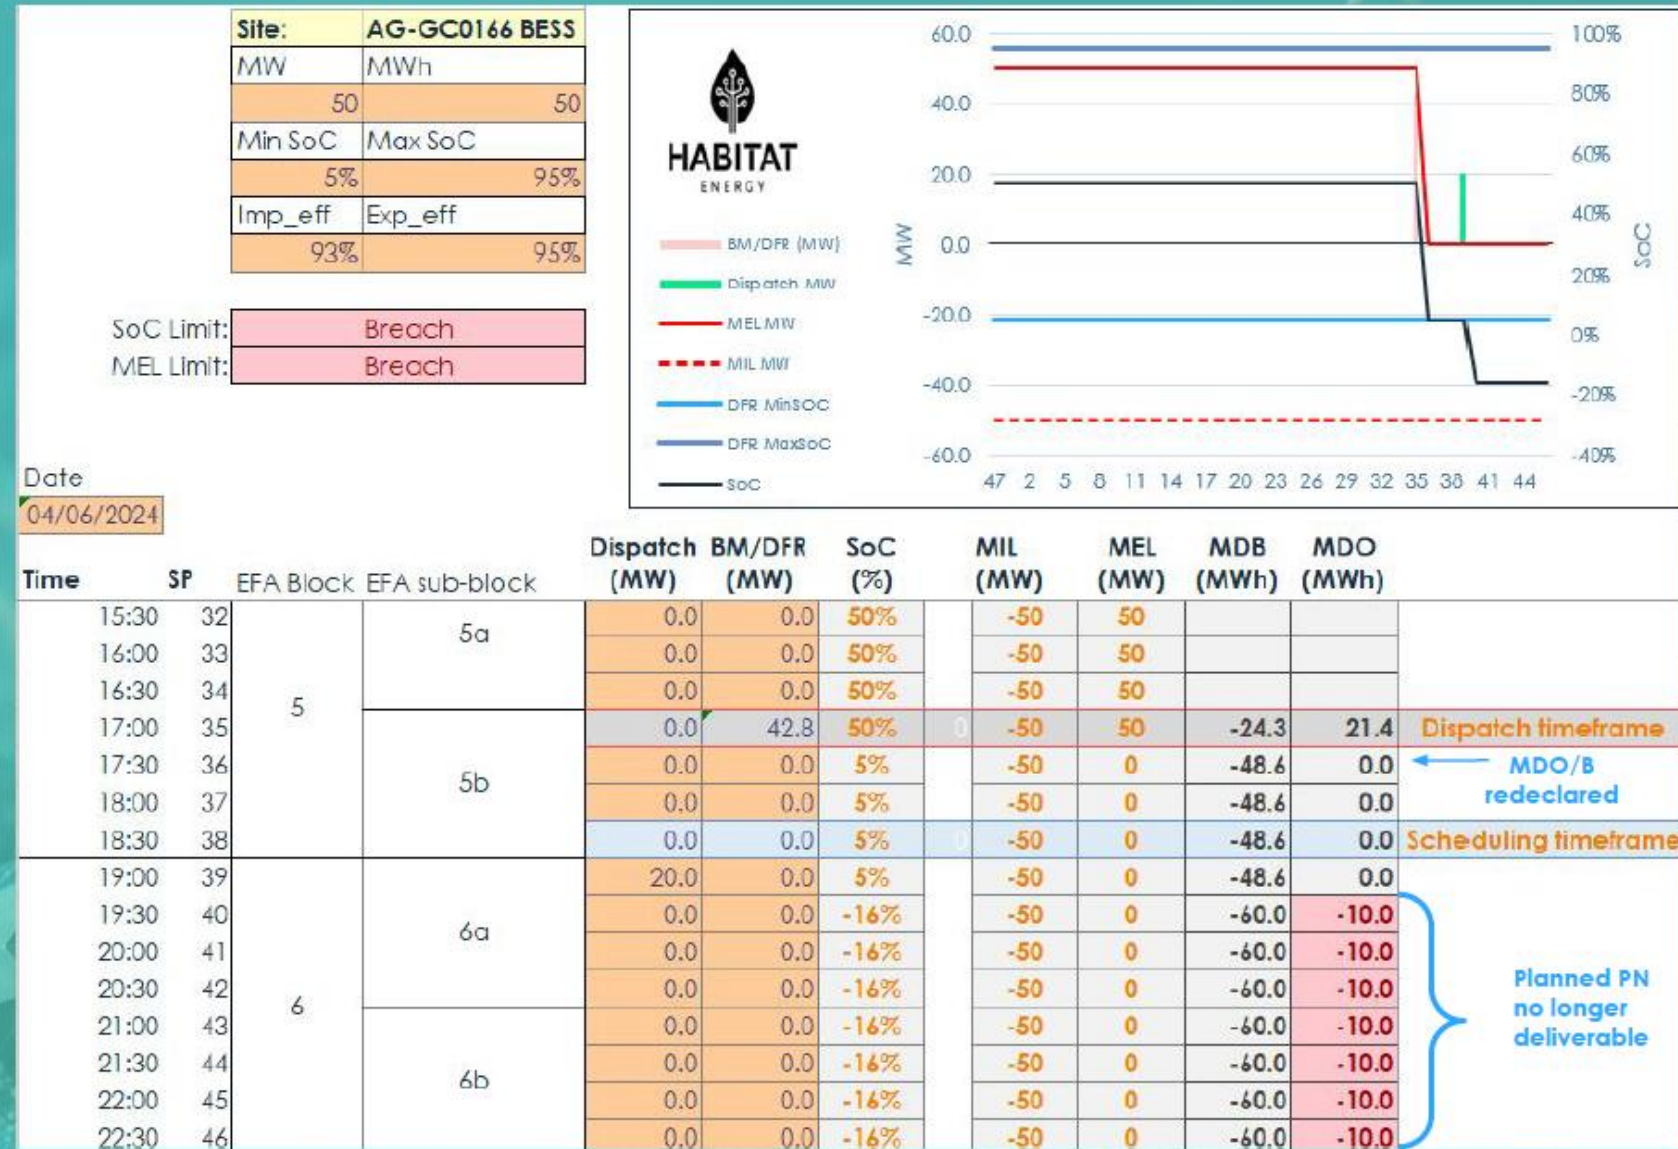 Site: AG-GC0166 BESS
MW MWh
50 50
Min SoC Max SoC
5% 95%
Imp_eff Exp_eff
93% 95%
SoC Limit: Breach
MEL Limit: Breach
HABITAT
ENERGY
BM/DFR (MW)
Dispatch MW
MEL MW
MIL MW
DFR MinSOC
DFR MaxSoC
SoC
MW
60.0
40.0
20.0
0.0
-20.0
-40.0
-60.0
100%
80%
60%
40%
20%
0%
-20%
-40%
SoC
47 2 5 8 11 14 17 20 23 26 29 32 35 38 41 44
Date
04/06/2024
Dispatch BM/DFR SoC MIL MEL MDB MDO
Time SP EFA Block EFA sub-block (MW) (MW) (%) (MW) (MW) (MWh) (MWh)
15:30 32 0.0 0.0 50% -50 50
5a
16:00 33 0.0 0.0 50% -50 50
16:30 34 0.0 0.0 50% -50 50
5
17:00 35 0.0 42.8 50% 0 -50 50 -24.3 21.4 Dispatch timeframe
17:30 36 0.0 0.0 5% -50 0 -48.6 0.0 MDO/B
5b
18:00 37 0.0 0.0 5% -50 0 -48.6 0.0 redeclared
18:30 38 0.0 0.0 5% 0 -50 0 -48.6 0.0 Scheduling timeframe
19:00 39 20.0 0.0 5% -50 0 -48.6 0.0
19:30 40 0.0 0.0 -16% -50 0 -60.0 -10.0
6a
20:00 41 0.0 0.0 -16% -50 0 -60.0 -10.0
20:30 42 0.0 0.0 -16% -50 0 -60.0 -10.0 Planned PN
6
21:00 43 0.0 0.0 -16% -50 0 -60.0 -10.0 no longer
deliverable
21:30 44 0.0 0.0 -16% -50 0 -60.0 -10.0
6b
22:00 45 0.0 0.0 -16% -50 0 -60.0 -10.0
22:30 46 0.0 0.0 -16% -50 0 -60.0 -10.0